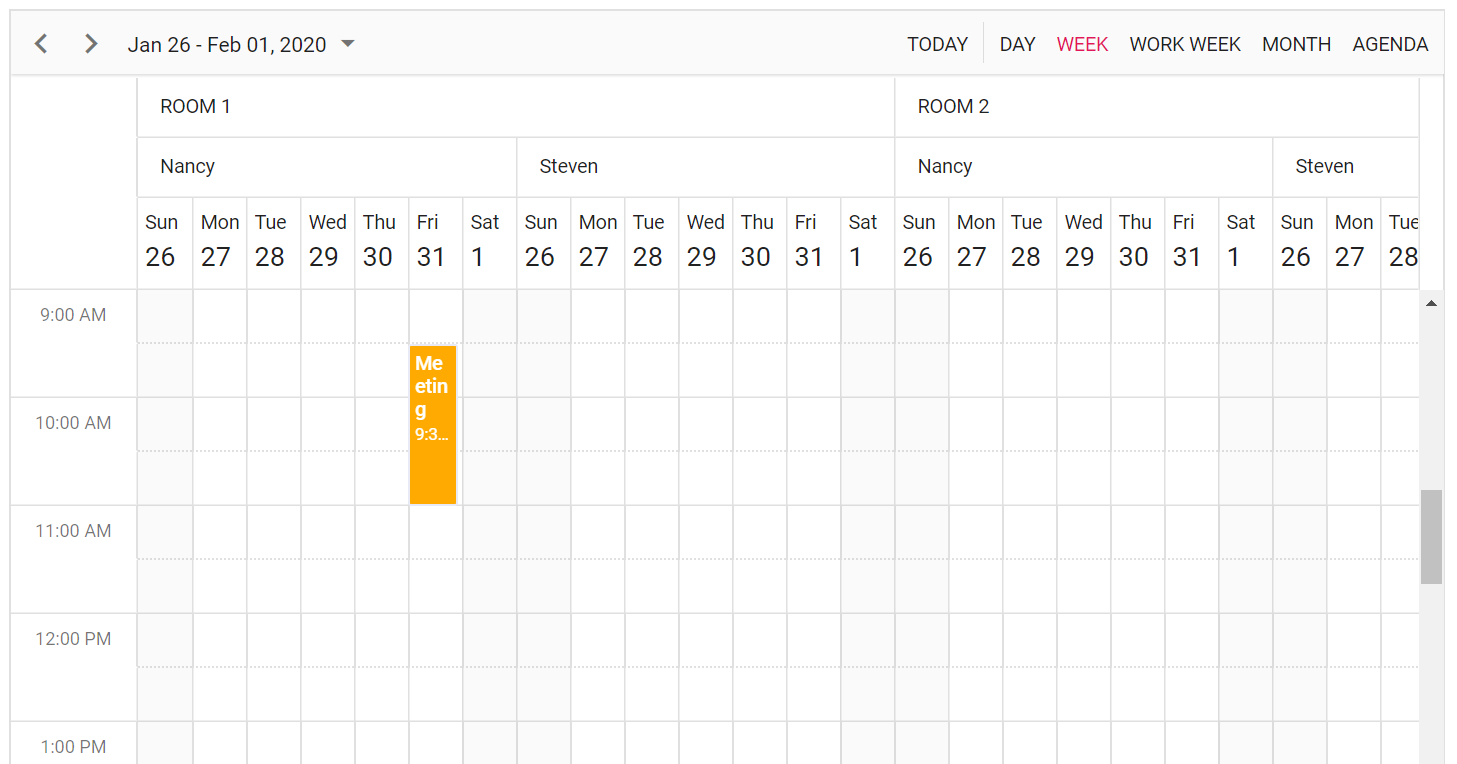 Jan 26 - Feb 01, 2020 TODAY DAY WEEK WORK WEEK MONTH AGENDA
ROOM 1 ROOM 2
Nancy Steven Nancy Steven
Sun Mon Tue Wed Thu Fri Sat Sun Mon Tue Wed Thu Fri Sat Sun Mon Tue Wed Thu Fri Sat Sun Mon Tue
26 27 28 29 30 31 1 26 27 28 29 30 31 1 26 27 28 29 30 31 1 26 27 28
9:00 AM
Me
etin
g
9:3...
10:00 AM
11:00 AM
12:00 PM
1:00 PM